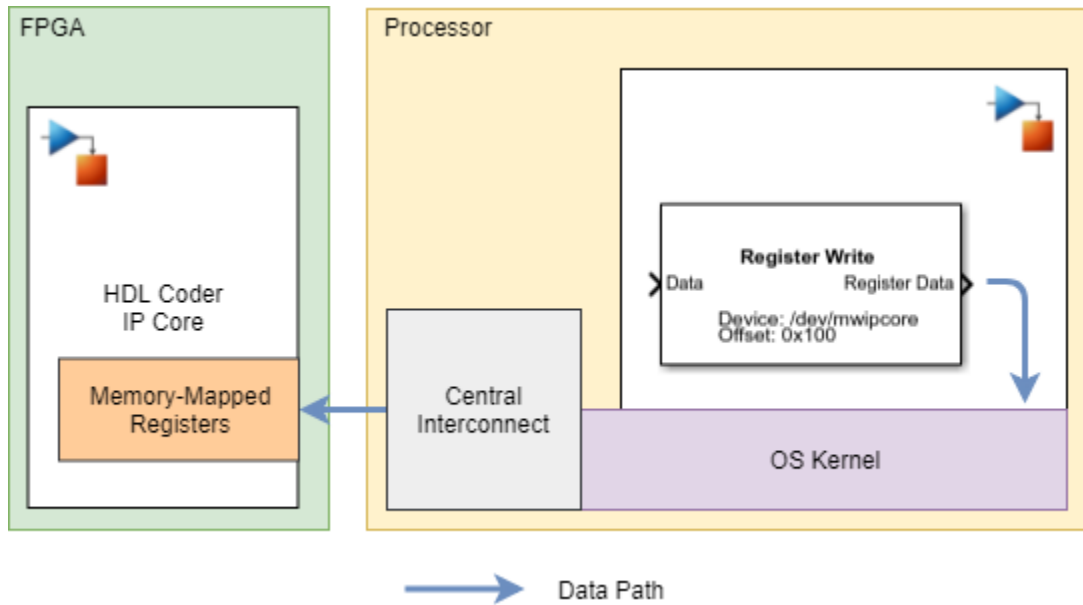 FPGA
HDL Coder
IP Core
Memory-Mapped
Registers
Processor
Register Write
Data
Register Data
Device: /dev/mwipcore
Offset: 0x100
Central
Interconnect
OS Kernel
Data Path